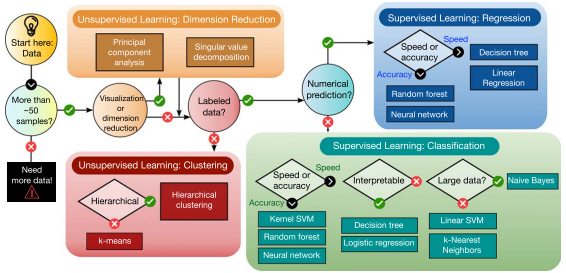 Unsupervised Learning: Dimension Reduction
Principal
component
analysis
Singular value
decomposition
Start here:
Data
More than
~50
samples?
Need
more data!
Visualization
or
dimension
reduction
Labeled
data?
Numerical
prediction?
Supervised Learning: Regression
Speed or
accuracy
Speed
Accuracy
Decision tree
Linear
Regression
Random forest
Neural network
Unsupervised Learning: Clustering
Hierarchical
Hierarchical
clustering
k-means
Supervised Learning: Classification
Speed or
accuracy
Speed
Accuracy
Kernel SVM
Random forest
Neural network
Interpretable
Decision tree
Logistic regression
Large data?
Naive Bayes
Linear SVM
k-Nearest
Neighbors